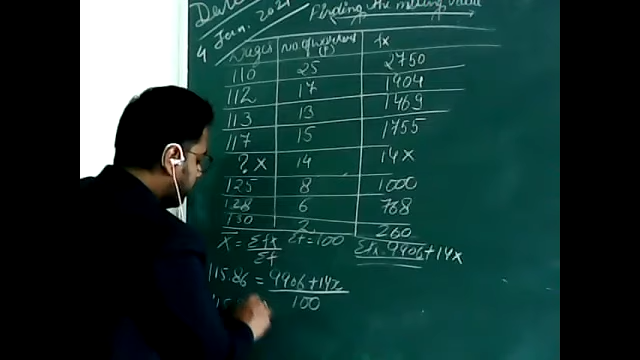 4 Jan. 2021
Finding the missing value
Wages No of workers (f) fx
110 25 2750
112 17 1904
113 13 1469
117 15 1755
? x 14 14x
125 8 1000
128 6 768
130 2 260
X̄ = Σfx / Σf Σf = 100 Σfx = 9906 + 14x
115.86 = 9906 + 14x / 100